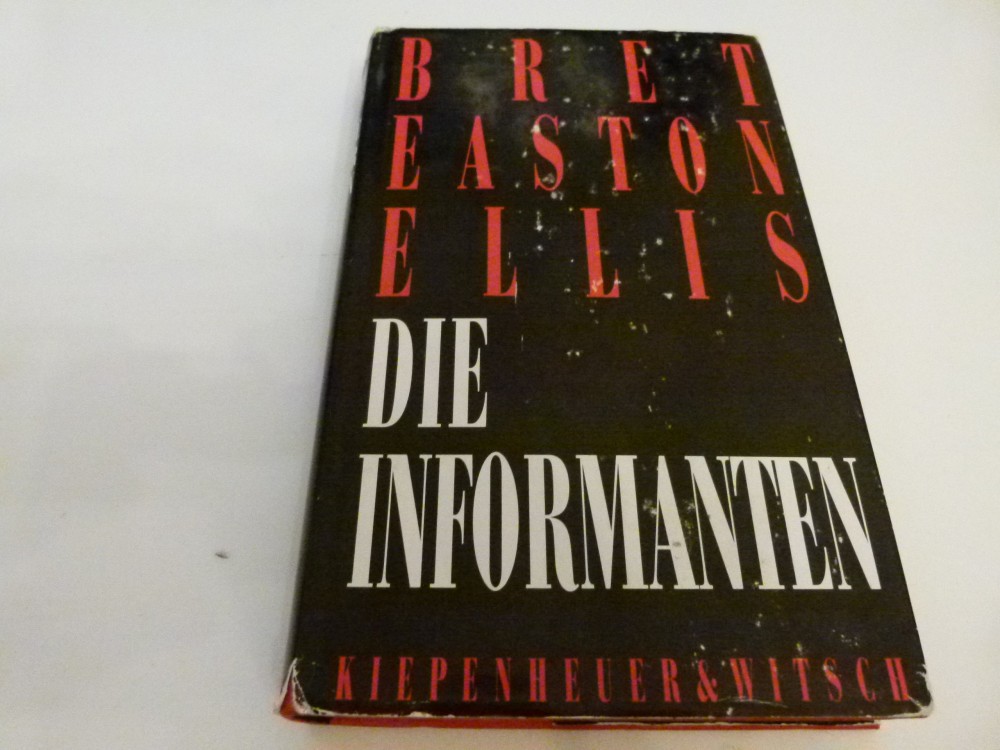 BRET
EASTON
ELLIS
DIE
INFORMANTEN
KIEPENHEUER & WITSCH